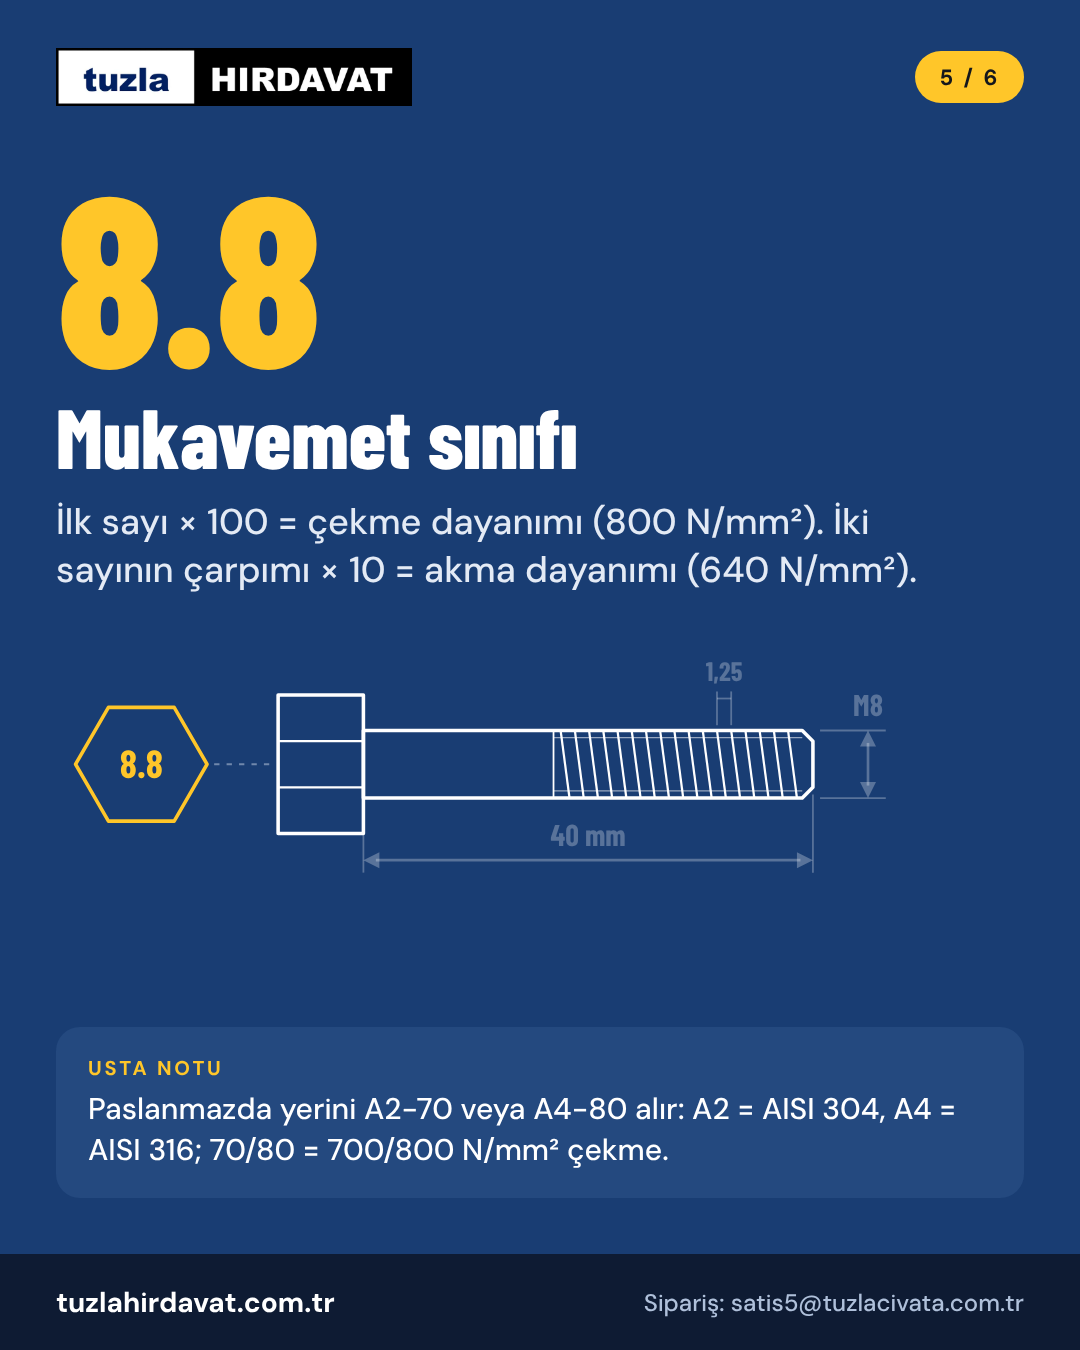 tuzla HIRDAVAT
5 / 6
8.8
Mukavemet sınıfı
İlk sayı × 100 = çekme dayanımı (800 N/mm²). İki
sayının çarpımı × 10 = akma dayanımı (640 N/mm²).
1,25
M8
8.8
40 mm
USTA NOTU
Paslanmazda yerini A2-70 veya A4-80 alır: A2 = AISI 304, A4 =
AISI 316; 70/80 = 700/800 N/mm² çekme.
tuzlahirdavat.com.tr
Sipariş: satis5@tuzlacivata.com.tr